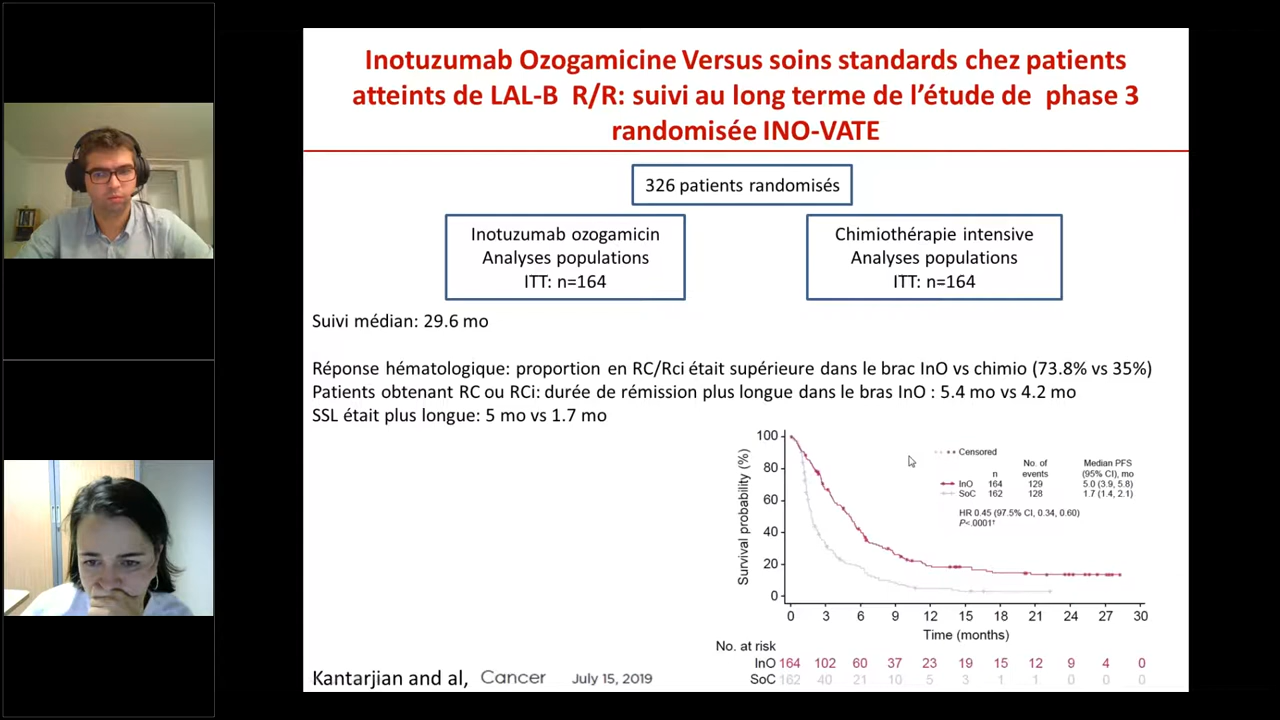 Inotuzumab Ozogamicine Versus soins standards chez patients
atteints de LAL-B R/R: suivi au long terme de l'étude de phase 3
randomisée INO-VATE
326 patients randomisés
Inotuzumab ozogamicin
Analyses populations
ITT: n=164
Chimiothérapie intensive
Analyses populations
ITT: n=164
Suivi médian: 29.6 mo
Réponse hématologique: proportion en RC/Rci était supérieure dans le brac InO vs chimio (73.8% vs 35%)
Patients obtenant RC ou RCi: durée de rémission plus longue dans le bras InO : 5.4 mo vs 4.2 mo
SSL était plus longue: 5 mo vs 1.7 mo
Survival probability (%)
100
80
60
40
20
0
Censored
n No. of events Median PFS (95% CI), mo
InO 164 129 5.0 (3.9, 5.8)
SoC 162 128 1.7 (1.4, 2.1)
HR 0.45 (97.5% CI, 0.34, 0.60)
P<.0001†
0 3 6 9 12 15 18 21 24 27 30
Time (months)
No. at risk
InO 164 102 60 37 23 19 15 12 9 4 0
SoC 162 40 21 10 5 3 1 1 0 0 0
Kantarjian and al, Cancer July 15, 2019